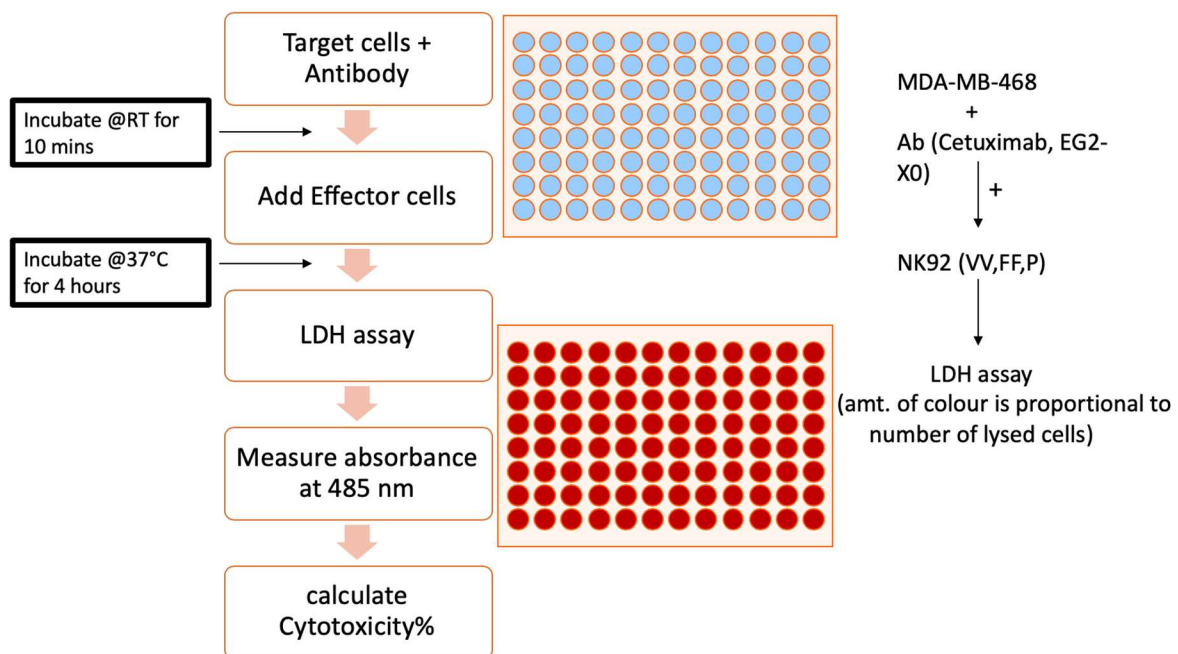 Target cells +
Antibody
Incubate @RT for
10 mins
Add Effector cells
Incubate @37°C
for 4 hours
LDH assay
Measure absorbance
at 485 nm
calculate
Cytotoxicity%
MDA-MB-468
+
Ab (Cetuximab, EG2-
X0)
+
NK92 (VV,FF,P)
LDH assay
(amt. of colour is proportional to
number of lysed cells)